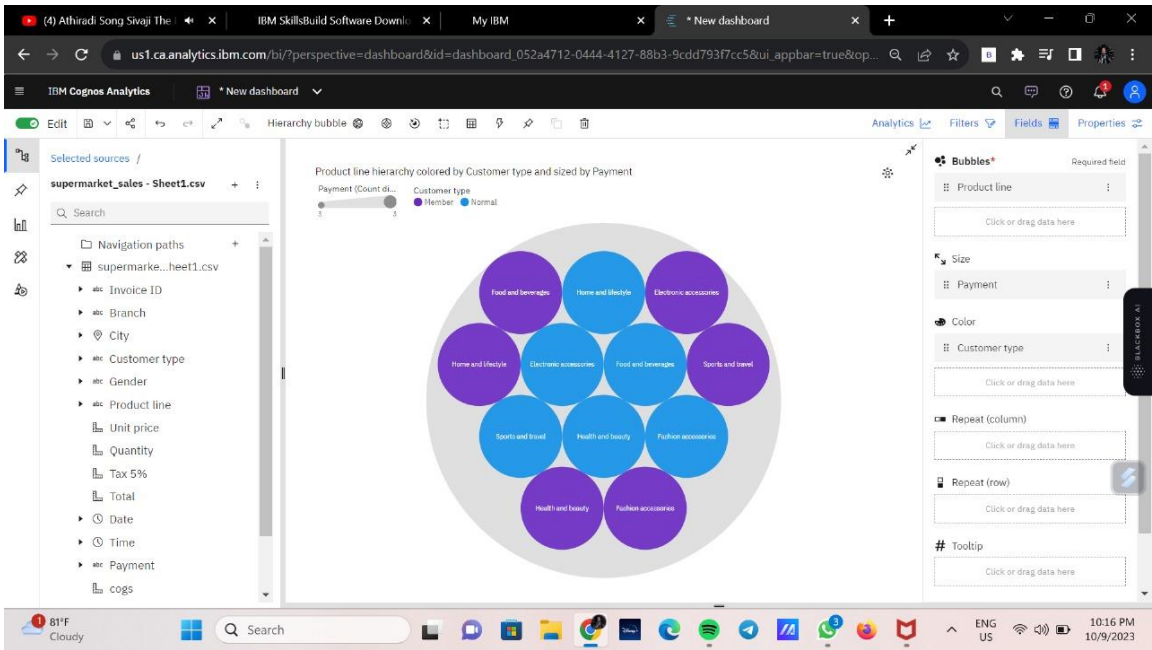 (4) Athiradi Song Sivaji The
IBM SkillsBuild Software Downlo
My IBM
* New dashboard
us1.ca.analytics.ibm.com/bi/?perspective=dashboard&id=dashboard_052a4712-0444-4127-88b3-9cdd793f7cc5&ui_appbar=true&op...
IBM Cognos Analytics
* New dashboard
Edit
Hierarchy bubble
Analytics
Filters
Fields
Properties
Selected sources /
supermarket_sales - Sheet1.csv
Search
Navigation paths
supermarke...heet1.csv
abc Invoice ID
abc Branch
City
abc Customer type
abc Gender
abc Product line
Unit price
Quantity
Tax 5%
Total
Date
Time
abc Payment
cogs
Product line hierarchy colored by Customer type and sized by Payment
Payment (Count di...
3 3
Customer type
Member Normal
Food and beverages
Home and lifestyle
Electronic accessories
Home and lifestyle
Electronic accessories
Food and beverages
Sports and travel
Sports and travel
Health and beauty
Fashion accessories
Health and beauty
Fashion accessories
Bubbles*
Required field
Product line
Click or drag data here
Size
Payment
Color
Customer type
Click or drag data here
Repeat (column)
Click or drag data here
Repeat (row)
Click or drag data here
Tooltip
Click or drag data here
BLACKBOX AI
81°F
Cloudy
Search
ENG
US
10:16 PM
10/9/2023